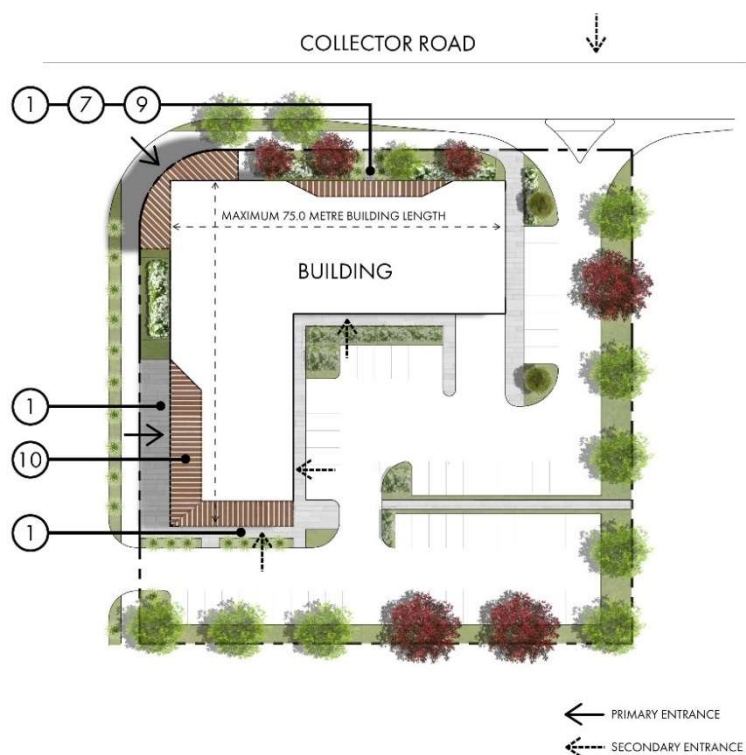 COLLECTOR ROAD
1 7 9
MAXIMUM 75.0 METRE BUILDING LENGTH
BUILDING
1
10
1
PRIMARY ENTRANCE
SECONDARY ENTRANCE